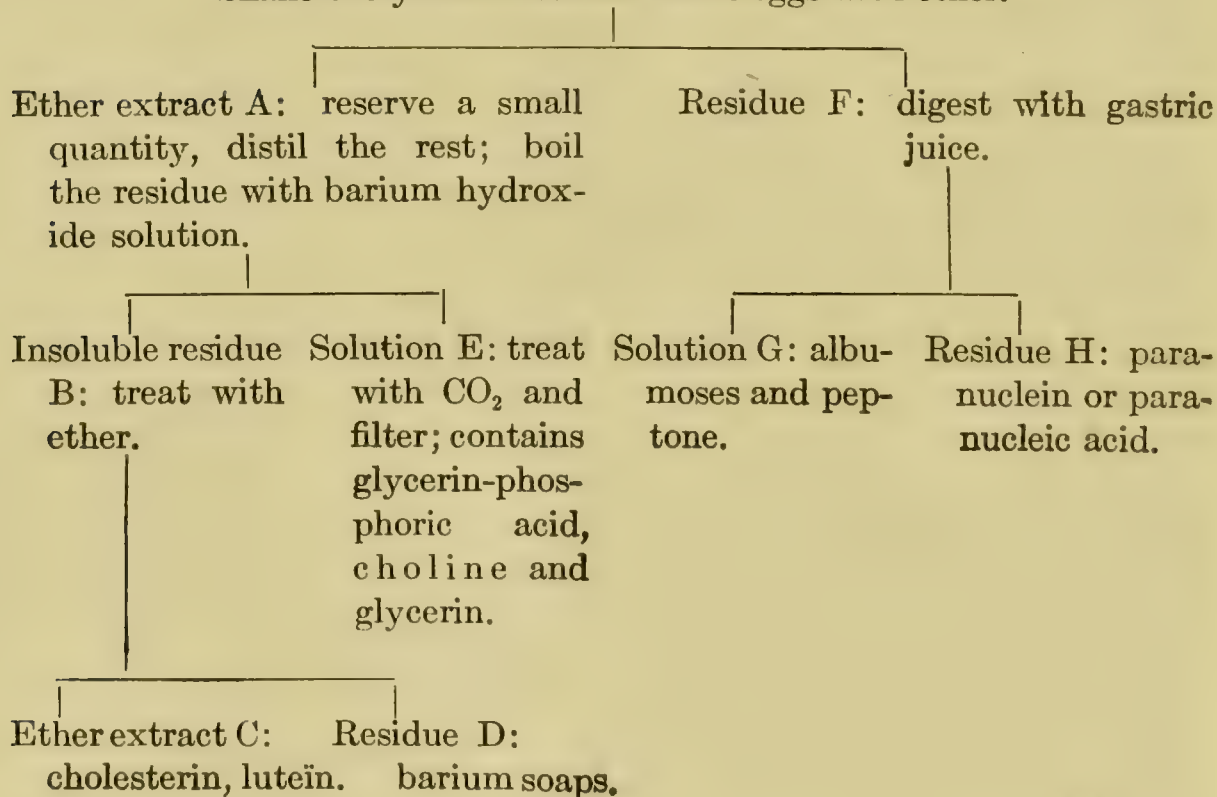 Ether extract A: reserve a small
quantity, distil the rest; boil
the residue with barium hydrox-
ide solution.
Residue F: digest with gastric
juice.
Insoluble residue
B: treat with
ether.
Solution E: treat
with CO₂ and
filter; contains
glycerin-phos-
phoric acid,
choline and
glycerin.
Solution G: albu-
moses and pep-
tone.
Residue H: para-
nuclein or para-
nucleic acid.
Ether extract C:
cholesterin, luteïn.
Residue D:
barium soaps.